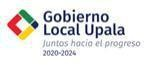 Gobierno
Local Upala
Juntos hacia el progreso
2020-2024